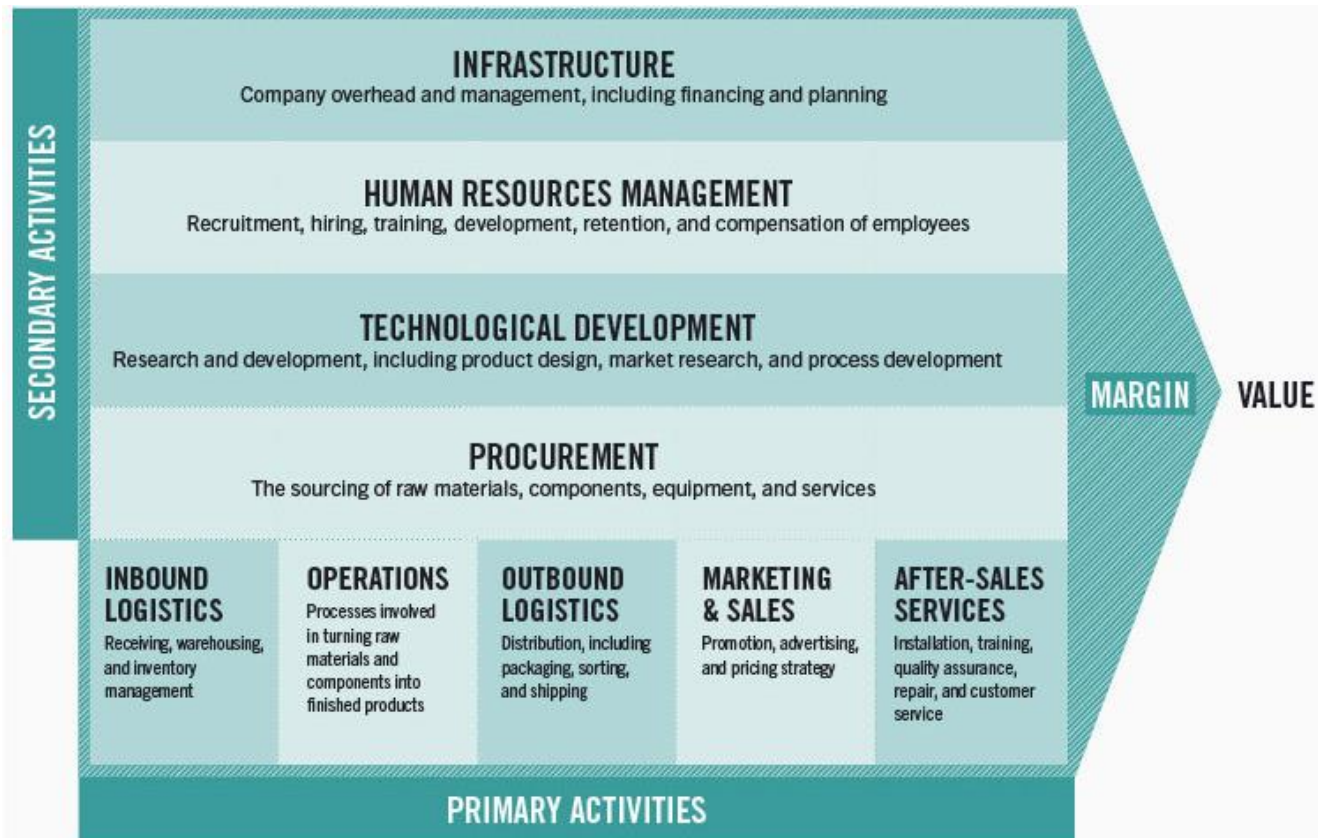 SECONDARY ACTIVITIES
INFRASTRUCTURE
Company overhead and management, including financing and planning
HUMAN RESOURCES MANAGEMENT
Recruitment, hiring, training, development, retention, and compensation of employees
TECHNOLOGICAL DEVELOPMENT
Research and development, including product design, market research, and process development
PROCUREMENT
The sourcing of raw materials, components, equipment, and services
INBOUND
LOGISTICS
Receiving, warehousing,
and inventory
management
OPERATIONS
Processes involved
in turning raw
materials and
components into
finished products
OUTBOUND
LOGISTICS
Distribution, including
packaging, sorting,
and shipping
MARKETING
& SALES
Promotion, advertising,
and pricing strategy
AFTER-SALES
SERVICES
Installation, training,
quality assurance,
repair, and customer
service
MARGIN
VALUE
PRIMARY ACTIVITIES